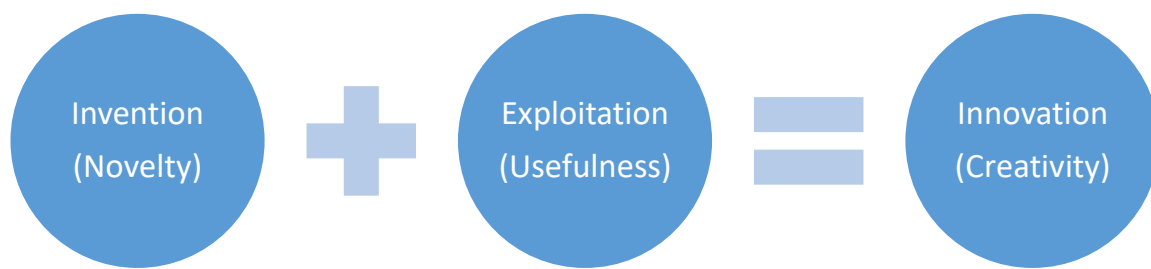 Invention
(Novelty)
Exploitation
(Usefulness)
Innovation
(Creativity)